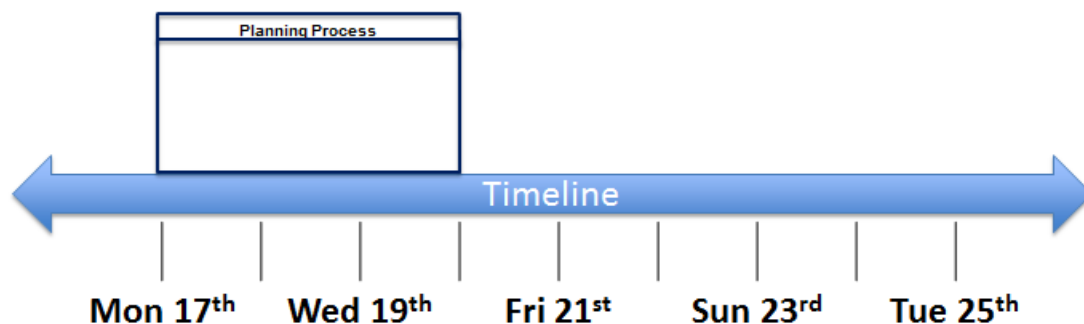 Planning Process
Timeline
Mon 17th Wed 19th Fri 21st Sun 23rd Tue 25th